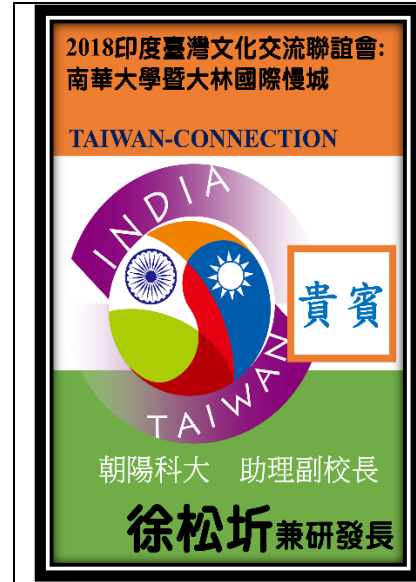 2018印度臺灣文化交流聯誼會:
南華大學暨大林國際慢城
TAIWAN-CONNECTION
INDIA
貴賓
TAIWAN
朝陽科大 助理副校長
徐松圻兼研發長